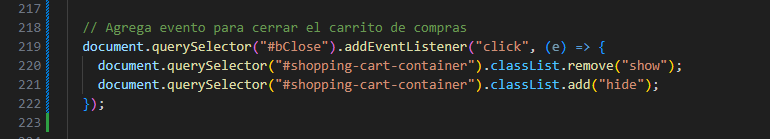 217
218 // Agrega evento para cerrar el carrito de compras
219 document.querySelector("#bClose").addEventListener("click", (e) => {
220 document.querySelector("#shopping-cart-container").classList.remove("show");
221 document.querySelector("#shopping-cart-container").classList.add("hide");
222 });
223